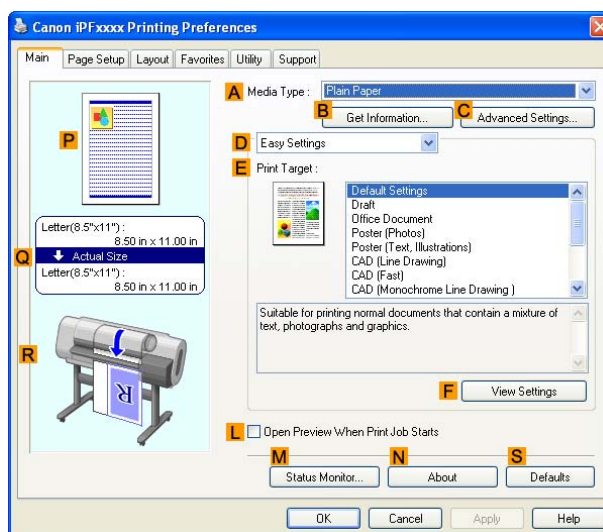 Canon iPFxxxx Printing Preferences
Main Page Setup Layout Favorites Utility Support
A Media Type : Plain Paper
B Get Information... C Advanced Settings...
D Easy Settings
E Print Target :
P
Default Settings
Draft
Office Document
Poster (Photos)
Poster (Text, Illustrations)
CAD (Line Drawing)
CAD (Fast)
CAD (Monochrome Line Drawing )
Letter(8.5"x11") :
8.50 in x 11.00 in
Q Actual Size
Letter(8.5"x11") :
8.50 in x 11.00 in
Suitable for printing normal documents that contain a mixture of
text, photographs and graphics.
R
R
F View Settings
L Open Preview When Print Job Starts
M Status Monitor... N About S Defaults
OK Cancel Apply Help